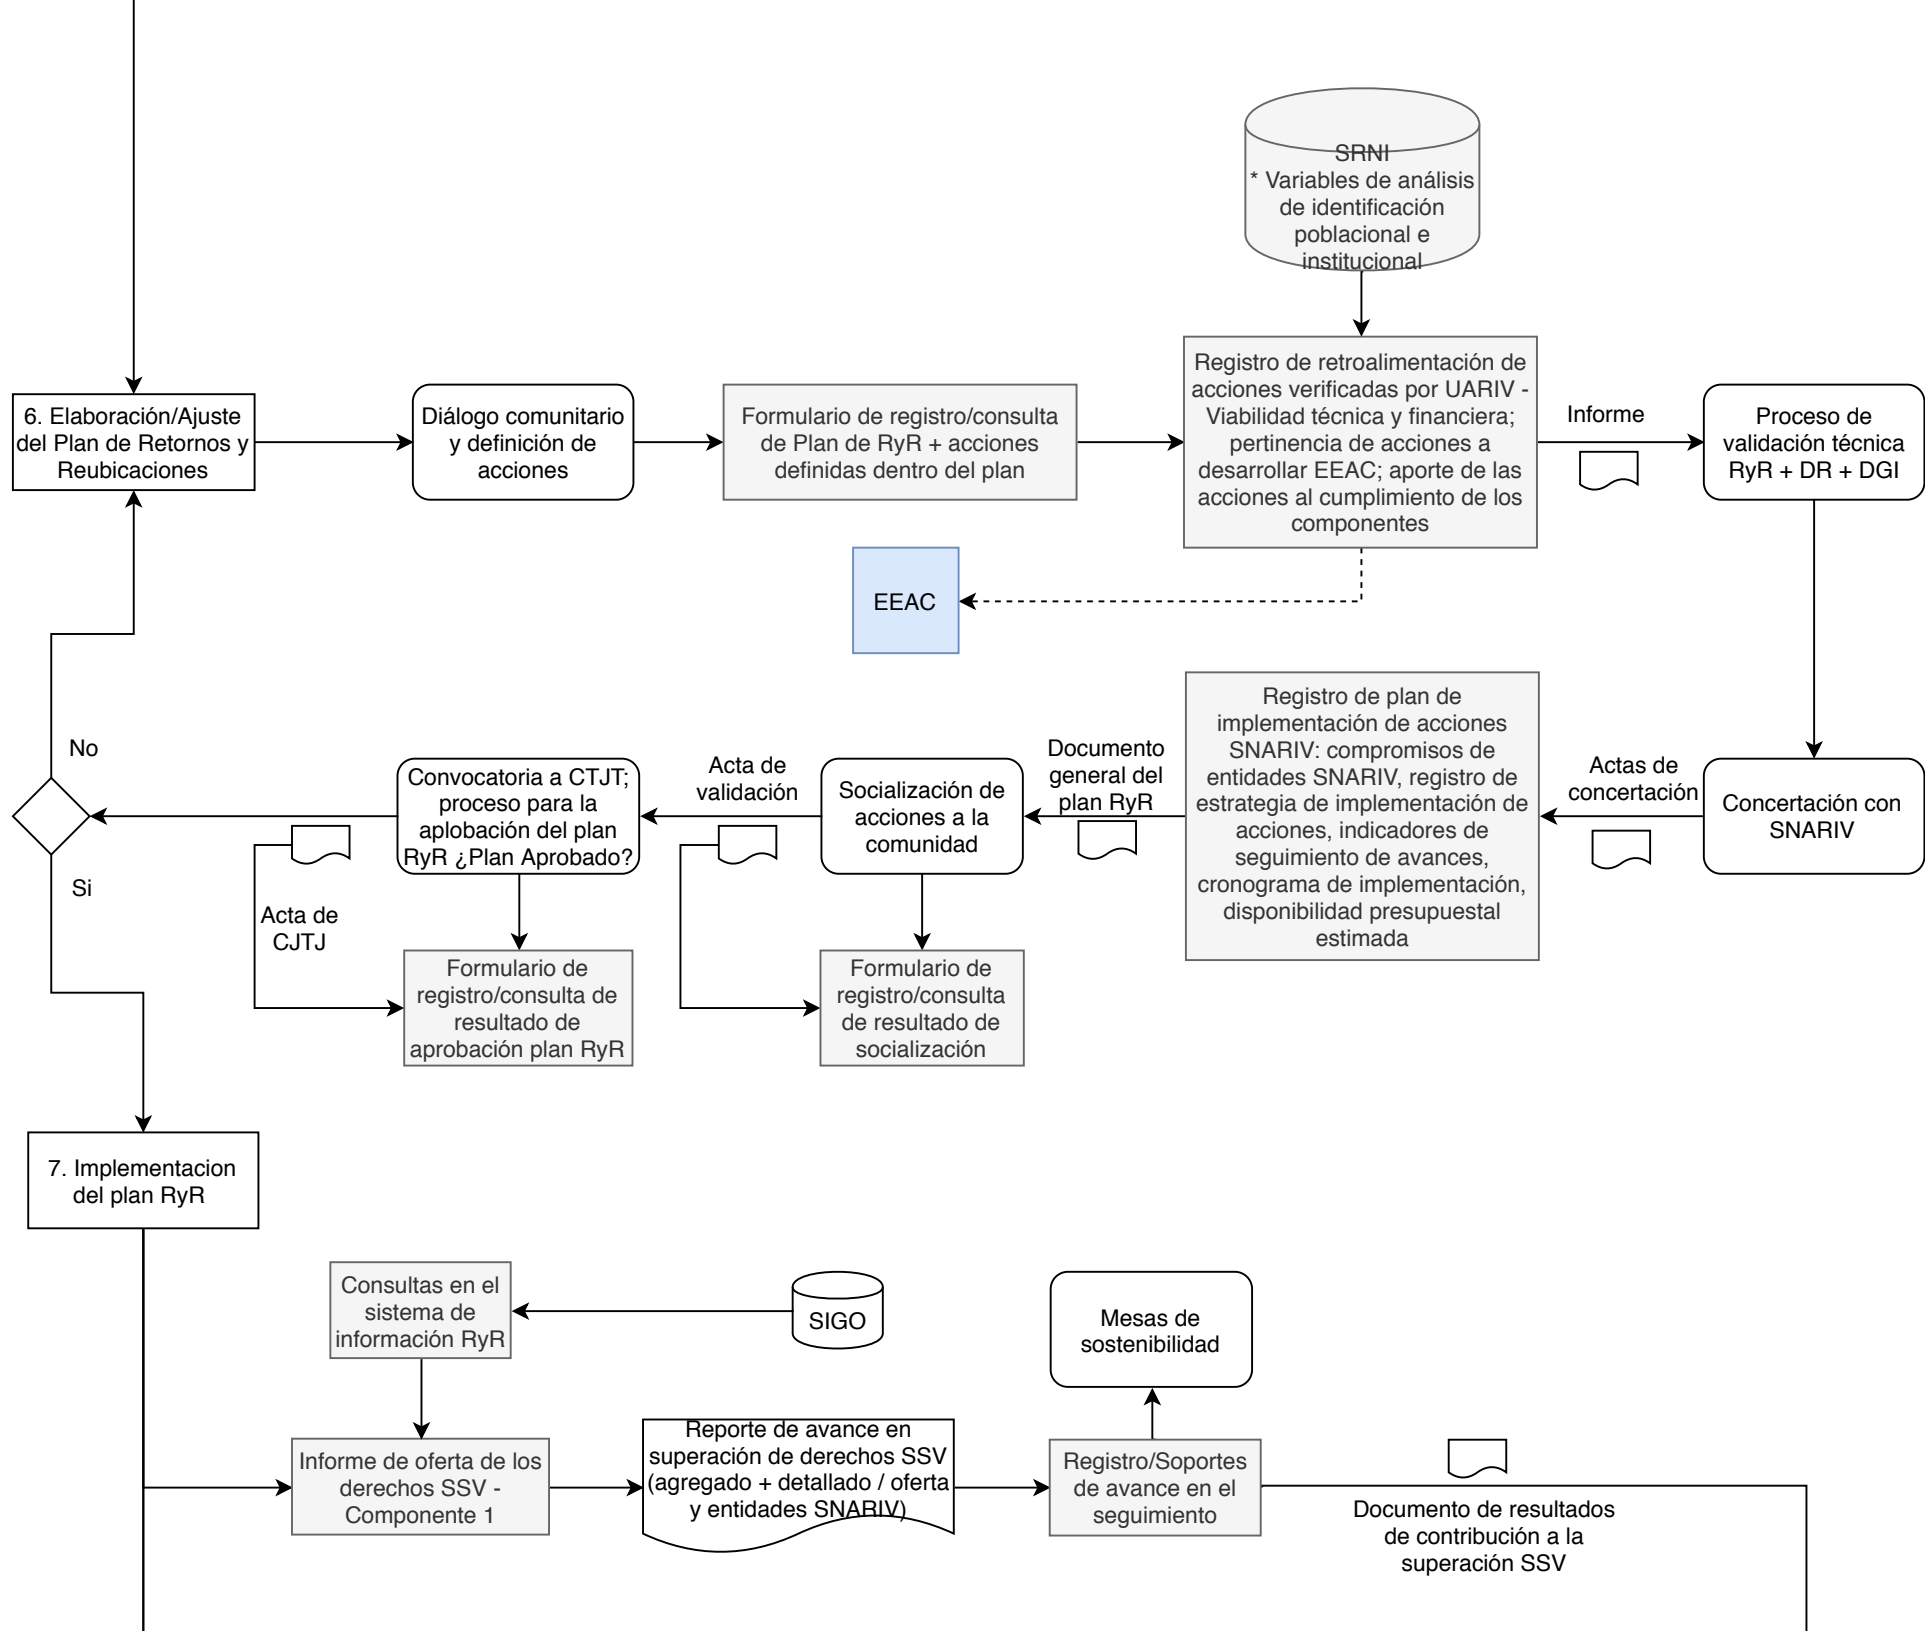 SRNI
* Variables de análisis
de identificación
poblacional e
institucional
6. Elaboración/Ajuste
del Plan de Retornos y
Reubicaciones
Diálogo comunitario
y definición de
acciones
Formulario de registro/consulta
de Plan de RyR + acciones
definidas dentro del plan
Registro de retroalimentación de
acciones verificadas por UARIV -
Viabilidad técnica y financiera;
pertinencia de acciones a
desarrollar EEAC; aporte de las
acciones al cumplimiento de los
componentes
Informe
Proceso de
validación técnica
RyR + DR + DGI
EEAC
No
Si
Convocatoria a CTJT;
proceso para la
aplobación del plan
RyR ¿Plan Aprobado?
Acta de
validación
Socialización de
acciones a la
comunidad
Documento
general del
plan RyR
Registro de plan de
implementación de acciones
SNARIV: compromisos de
entidades SNARIV, registro de
estrategia de implementación de
acciones, indicadores de
seguimiento de avances,
cronograma de implementación,
disponibilidad presupuestal
estimada
Actas de
concertación
Concertación con
SNARIV
Acta de
CJTJ
Formulario de
registro/consulta de
resultado de
aprobación plan RyR
Formulario de
registro/consulta
de resultado de
socialización
7. Implementacion
del plan RyR
Consultas en el
sistema de
información RyR
SIGO
Mesas de
sostenibilidad
Informe de oferta de los
derechos SSV -
Componente 1
Reporte de avance en
superación de derechos SSV
(agregado + detallado / oferta
y entidades SNARIV)
Registro/Soportes
de avance en el
seguimiento
Documento de resultados
de contribución a la
superación SSV